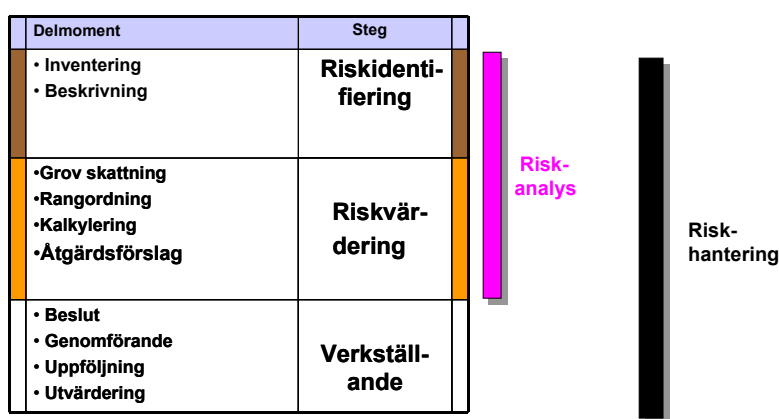 Delmoment
Steg
• Inventering
• Beskrivning
Riskidenti-
fiering
•Grov skattning
•Rangordning
•Kalkylering
•Åtgärdsförslag
Riskvär-
dering
• Beslut
• Genomförande
• Uppföljning
• Utvärdering
Verkställ-
ande
Risk-
analys
Risk-
hantering